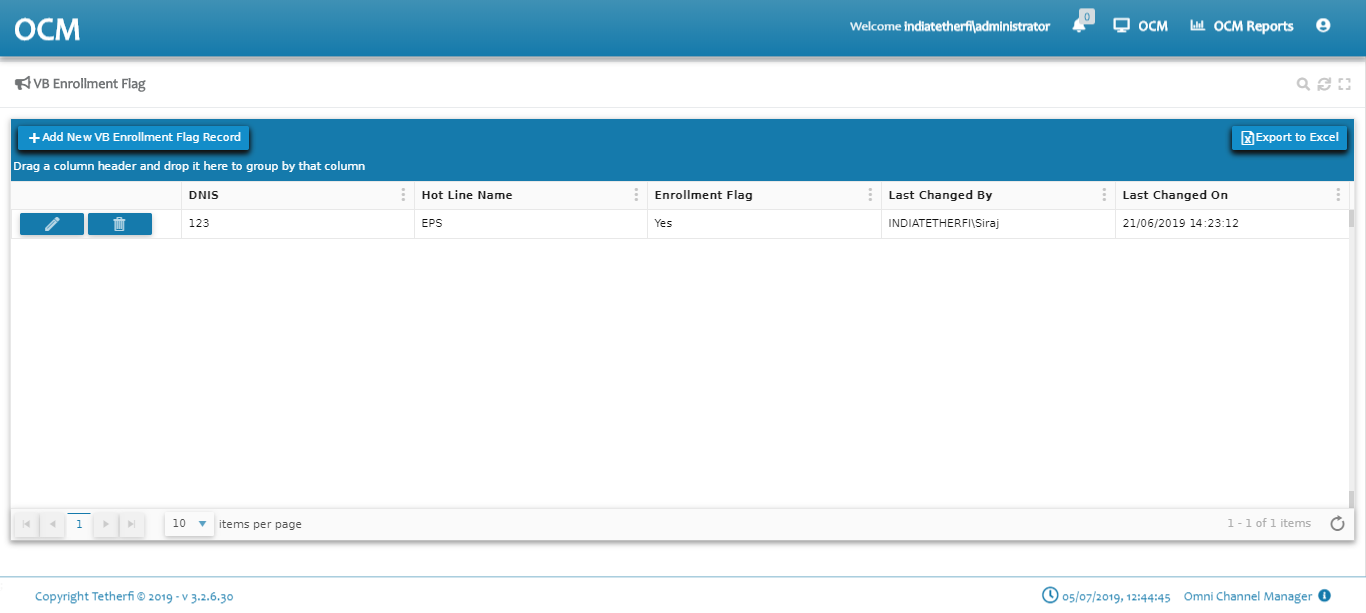 OCM
Welcome indiatetherfi\administrator
0
OCM
OCM Reports
VB Enrollment Flag
Add New VB Enrollment Flag Record
Export to Excel
Drag a column header and drop it here to group by that column
DNIS Hot Line Name Enrollment Flag Last Changed By Last Changed On
123 EPS Yes INDIATETHERFI\Siraj 21/06/2019 14:23:12
1 10 items per page 1 - 1 of 1 items
Copyright Tetherfi © 2019 - v 3.2.6.30 05/07/2019, 12:44:45 Omni Channel Manager